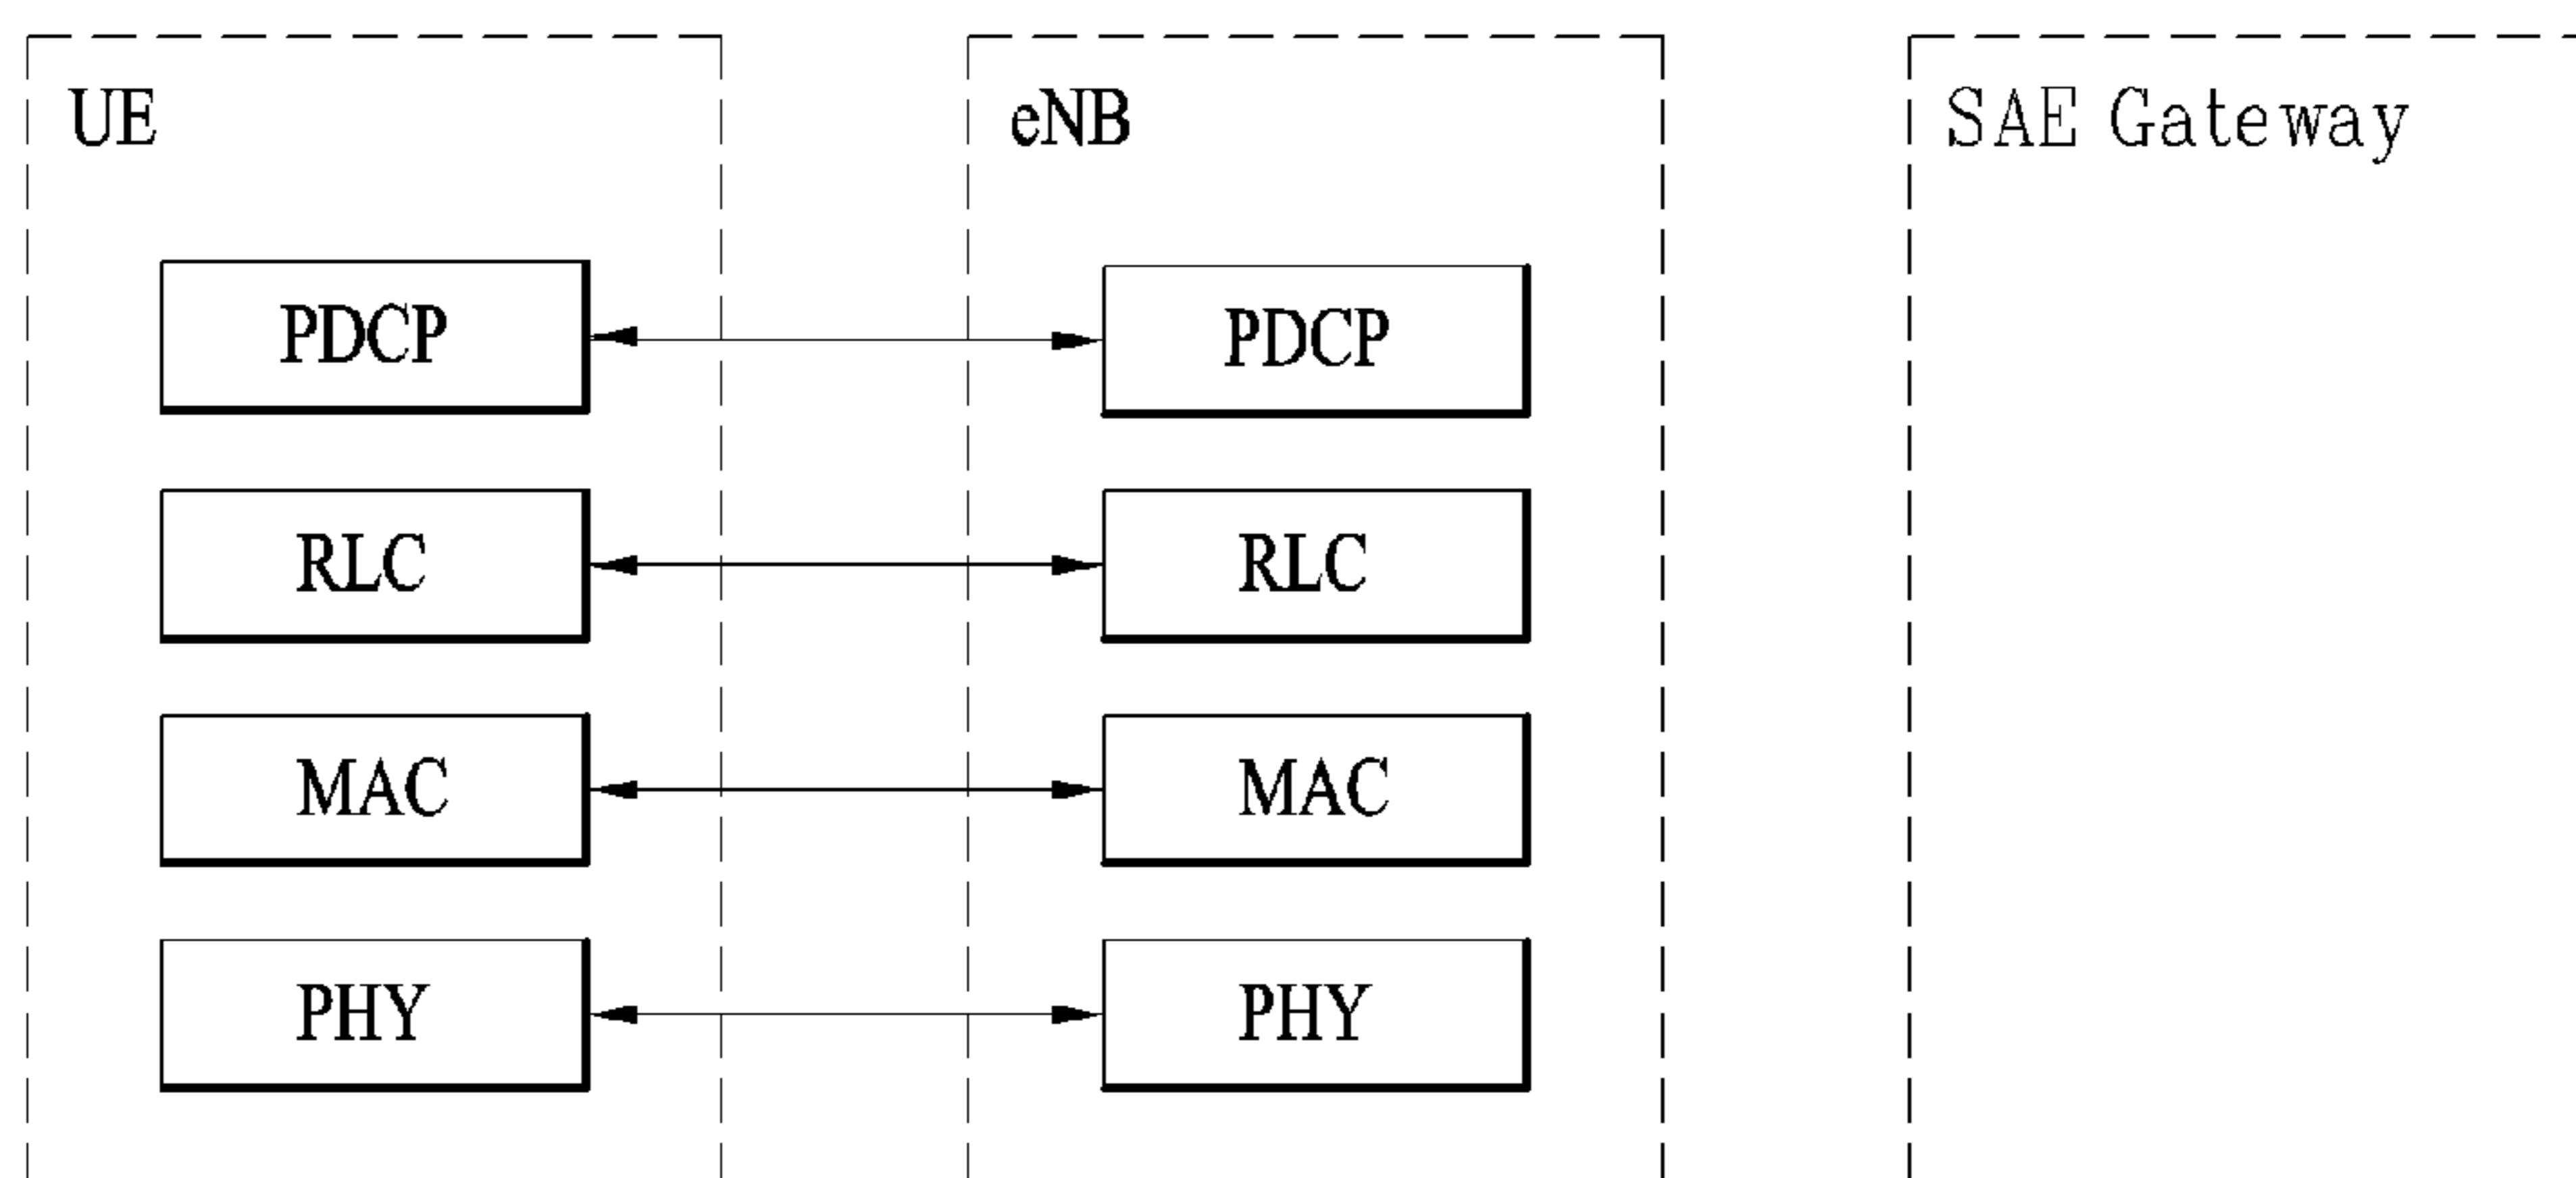 UE
eNB
SAE Gateway
PDCP
PDCP
RLC
RLC
MAC
MAC
PHY
PHY